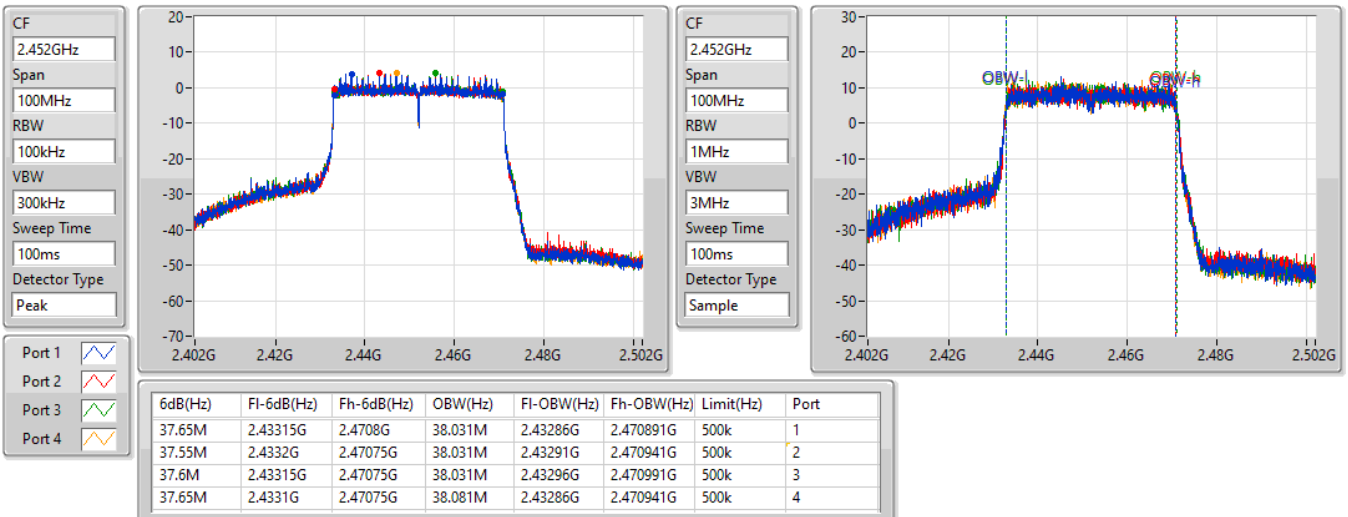 CF
2.452GHz
Span
100MHz
RBW
100kHz
VBW
300kHz
Sweep Time
100ms
Detector Type
Peak
20
10
0
-10
-20
-30
-40
-50
-60
-70
2.402G 2.42G 2.44G 2.46G 2.48G 2.502G
CF
2.452GHz
Span
100MHz
RBW
1MHz
VBW
3MHz
Sweep Time
100ms
Detector Type
Sample
30
20
10
0
-10
-20
-30
-40
-50
-60
OBW-l OBW-h
2.402G 2.42G 2.44G 2.46G 2.48G 2.502G
Port 1
Port 2
Port 3
Port 4
6dB(Hz) Fl-6dB(Hz) Fh-6dB(Hz) OBW(Hz) Fl-OBW(Hz) Fh-OBW(Hz) Limit(Hz) Port
37.65M 2.43315G 2.4708G 38.031M 2.43286G 2.470891G 500k 1
37.55M 2.4332G 2.47075G 38.031M 2.43291G 2.470941G 500k 2
37.6M 2.43315G 2.47075G 38.031M 2.43296G 2.470991G 500k 3
37.65M 2.4331G 2.47075G 38.081M 2.43286G 2.470941G 500k 4